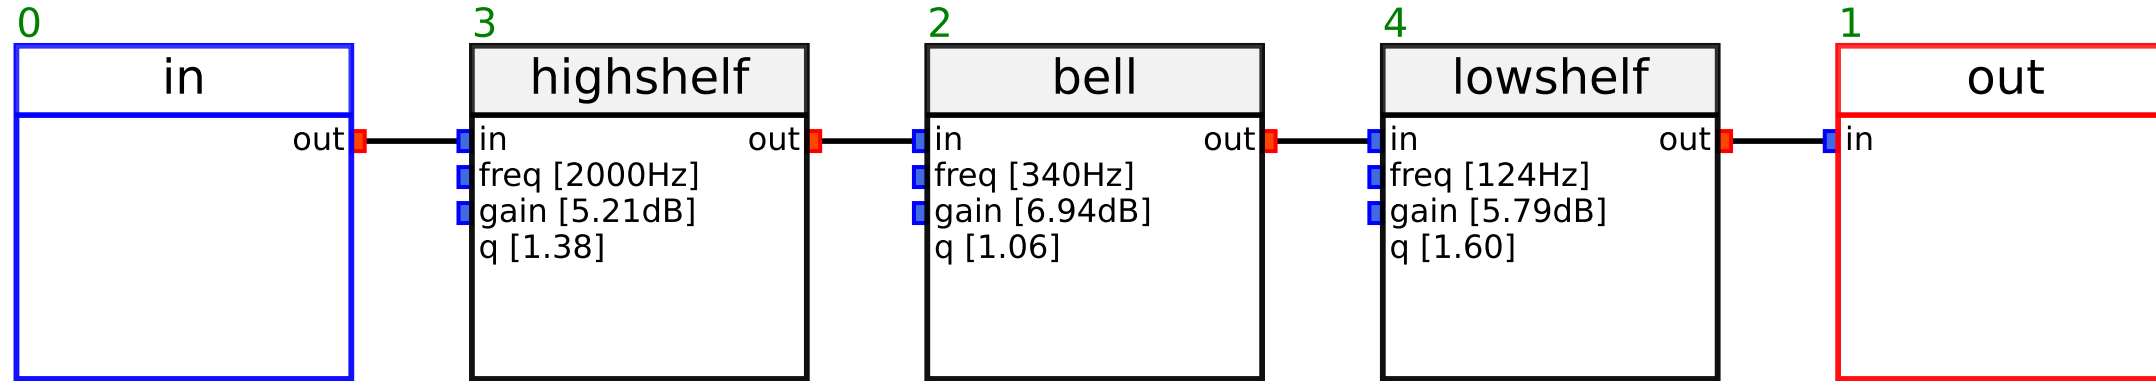 0
in
out
3
highshelf
in
out
freq [2000Hz]
gain [5.21dB]
q [1.38]
2
bell
in
out
freq [340Hz]
gain [6.94dB]
q [1.06]
4
lowshelf
in
out
freq [124Hz]
gain [5.79dB]
q [1.60]
1
out
in